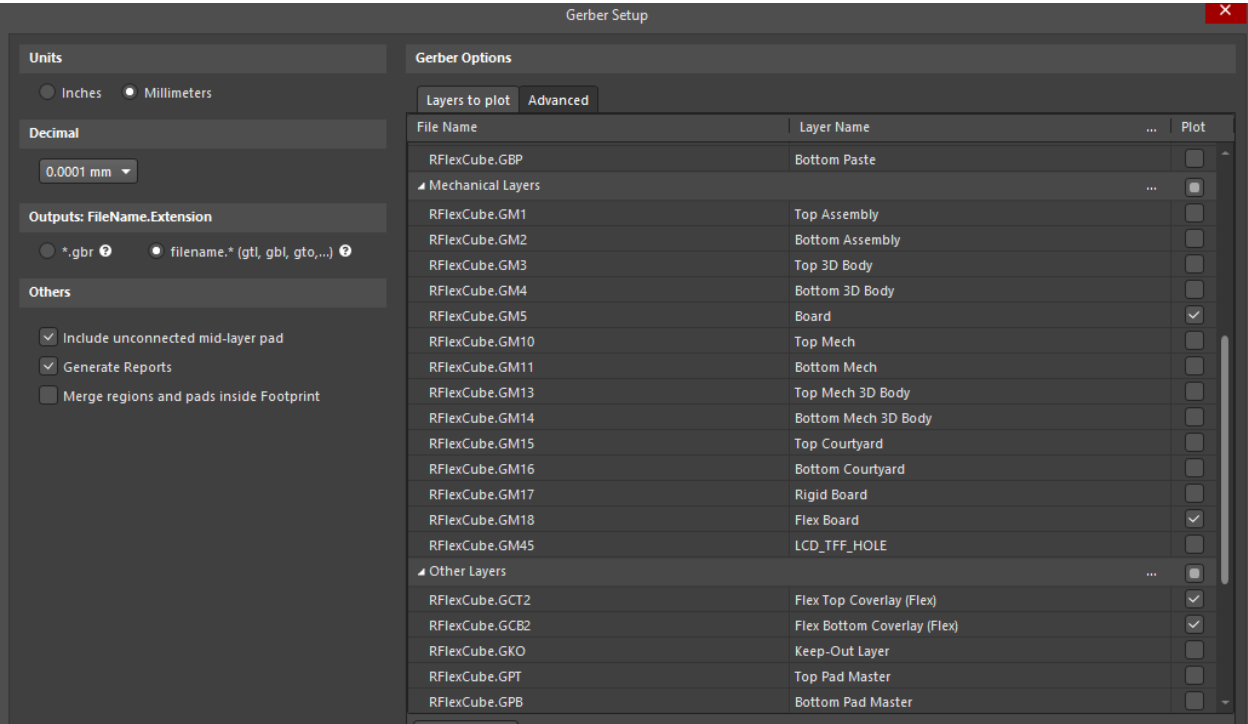 Gerber Setup
Units
Inches Millimeters
Decimal
0.0001 mm
Outputs: FileName.Extension
*.gbr filename.* (gtl, gbl, gto,...)
Others
Include unconnected mid-layer pad
Generate Reports
Merge regions and pads inside Footprint
Gerber Options
Layers to plot Advanced
File Name Layer Name ... Plot
RFlexCube.GBP Bottom Paste
Mechanical Layers ...
RFlexCube.GM1 Top Assembly
RFlexCube.GM2 Bottom Assembly
RFlexCube.GM3 Top 3D Body
RFlexCube.GM4 Bottom 3D Body
RFlexCube.GM5 Board
RFlexCube.GM10 Top Mech
RFlexCube.GM11 Bottom Mech
RFlexCube.GM13 Top Mech 3D Body
RFlexCube.GM14 Bottom Mech 3D Body
RFlexCube.GM15 Top Courtyard
RFlexCube.GM16 Bottom Courtyard
RFlexCube.GM17 Rigid Board
RFlexCube.GM18 Flex Board
RFlexCube.GM45 LCD_TFF_HOLE
Other Layers ...
RFlexCube.GCT2 Flex Top Coverlay (Flex)
RFlexCube.GCB2 Flex Bottom Coverlay (Flex)
RFlexCube.GKO Keep-Out Layer
RFlexCube.GPT Top Pad Master
RFlexCube.GPB Bottom Pad Master